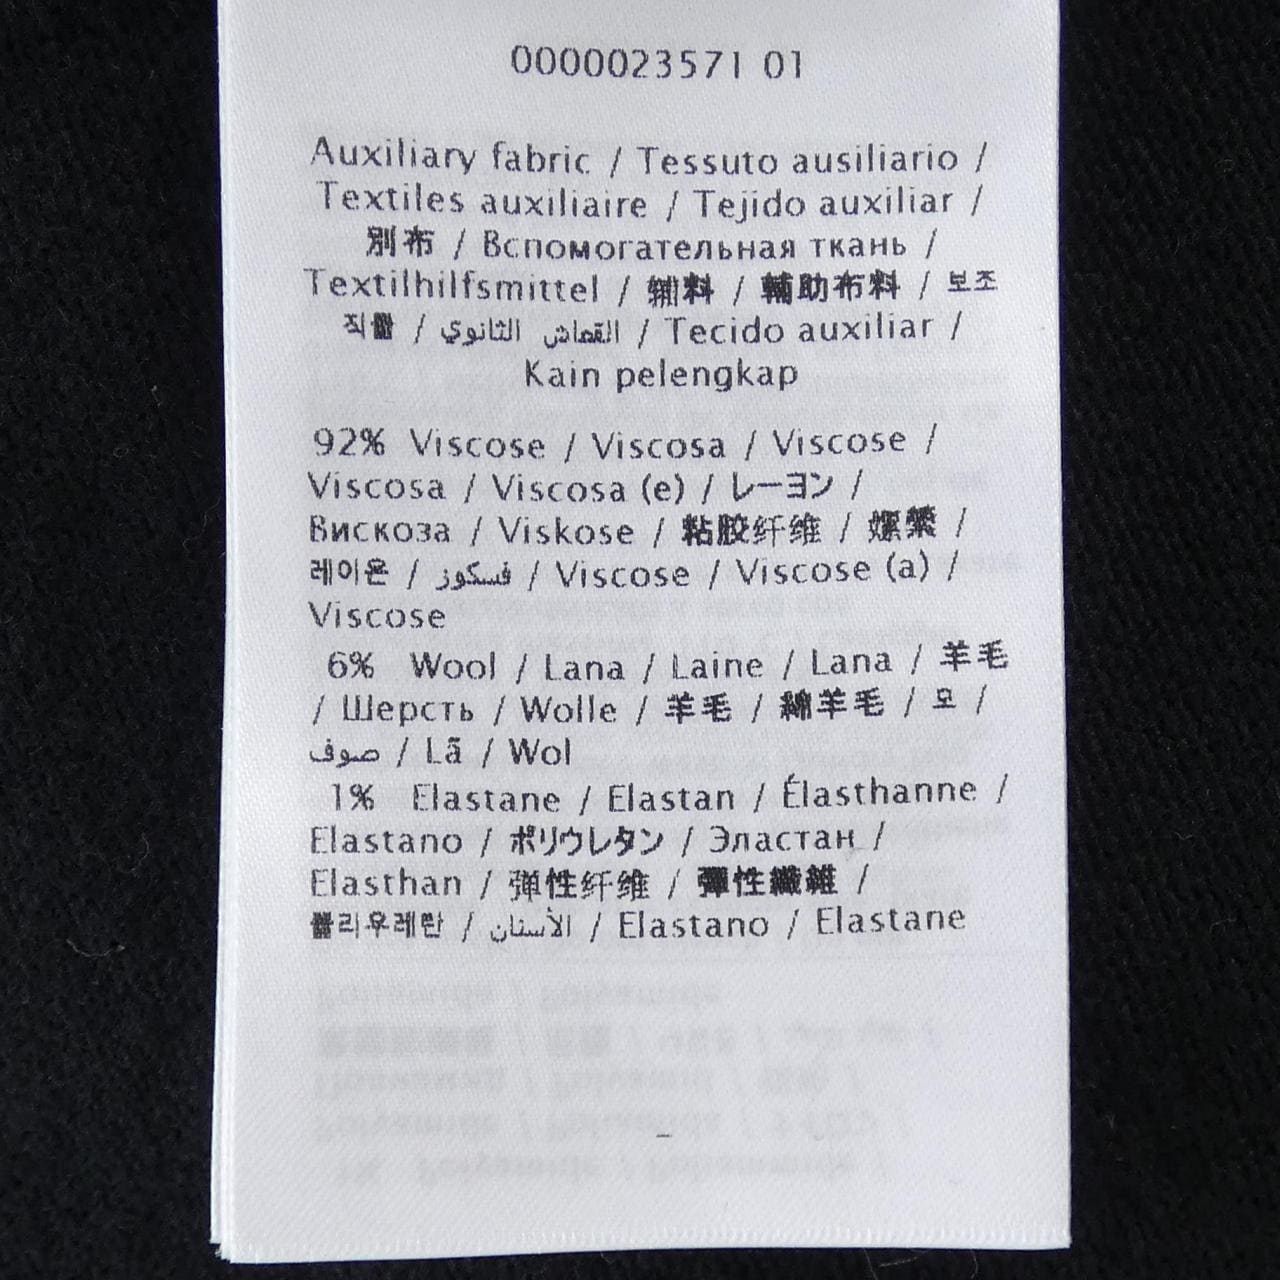 0000023571 01
Auxiliary fabric / Tessuto ausiliario /
Textiles auxiliaire / Tejido auxiliar /
別布 / Вспомогательная ткань /
Textilhilfsmittel / 辅料 / 輔助布料 / 보조
직물 / القماش الثانوي / Tecido auxiliar /
Kain pelengkap
92% Viscose / Viscosa / Viscose /
Viscosa / Viscosa (e) / レーヨン /
Вискоза / Viskose / 粘胶纤维 / 嫘縈 /
레이온 / فسكوز / Viscose / Viscose (a) /
Viscose
6% Wool / Lana / Laine / Lana / 羊毛
/ Шерсть / Wolle / 羊毛 / 綿羊毛 / 모 /
صوف / Lã / Wol
1% Elastane / Elastan / Élasthanne /
Elastano / ポリウレタン / Эластан /
Elasthan / 弹性纤维 / 彈性纖維 /
폴리우레탄 / الأستان / Elastano / Elastane